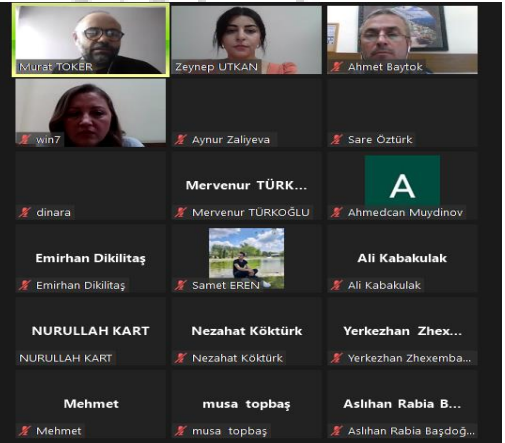 Murat TOKER
Zeynep UTKAN
Ahmet Baytok
win7
Aynur Zaliyeva
Sare Öztürk
dinara
Mervenur TÜRK...
Mervenur TÜRKOĞLU
A
Ahmedcan Muydinov
Emirhan Dikilitaş
Emirhan Dikilitaş
Samet EREN
Ali Kabakulak
Ali Kabakulak
NURULLAH KART
NURULLAH KART
Nezahat Köktürk
Nezahat Köktürk
Yerkezhan Zhex...
Yerkezhan Zhexemba...
Mehmet
Mehmet
musa topbaş
musa topbaş
Aslıhan Rabia B...
Aslıhan Rabia Başdoğ...